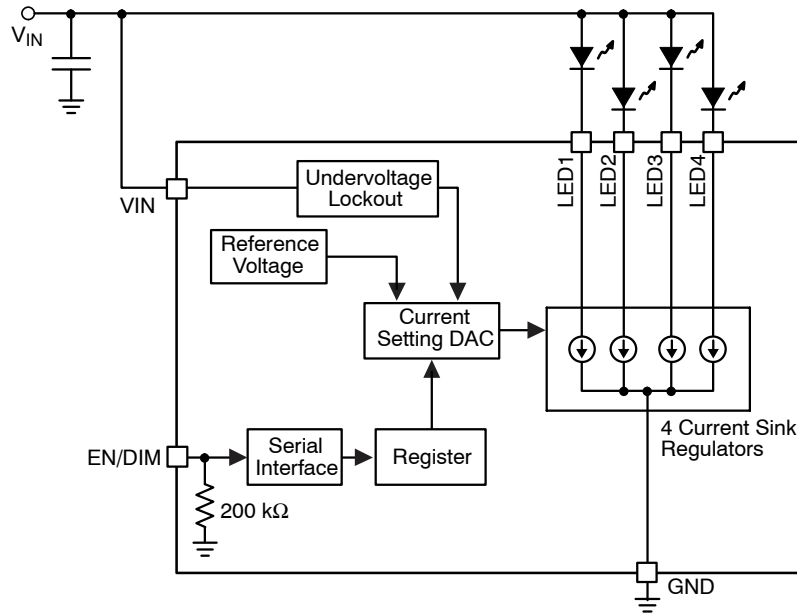 VIN
LED1
LED2
LED3
LED4
VIN
Undervoltage
Lockout
Reference
Voltage
Current
Setting DAC
4 Current Sink
Regulators
EN/DIM
Serial
Interface
Register
200 kΩ
GND